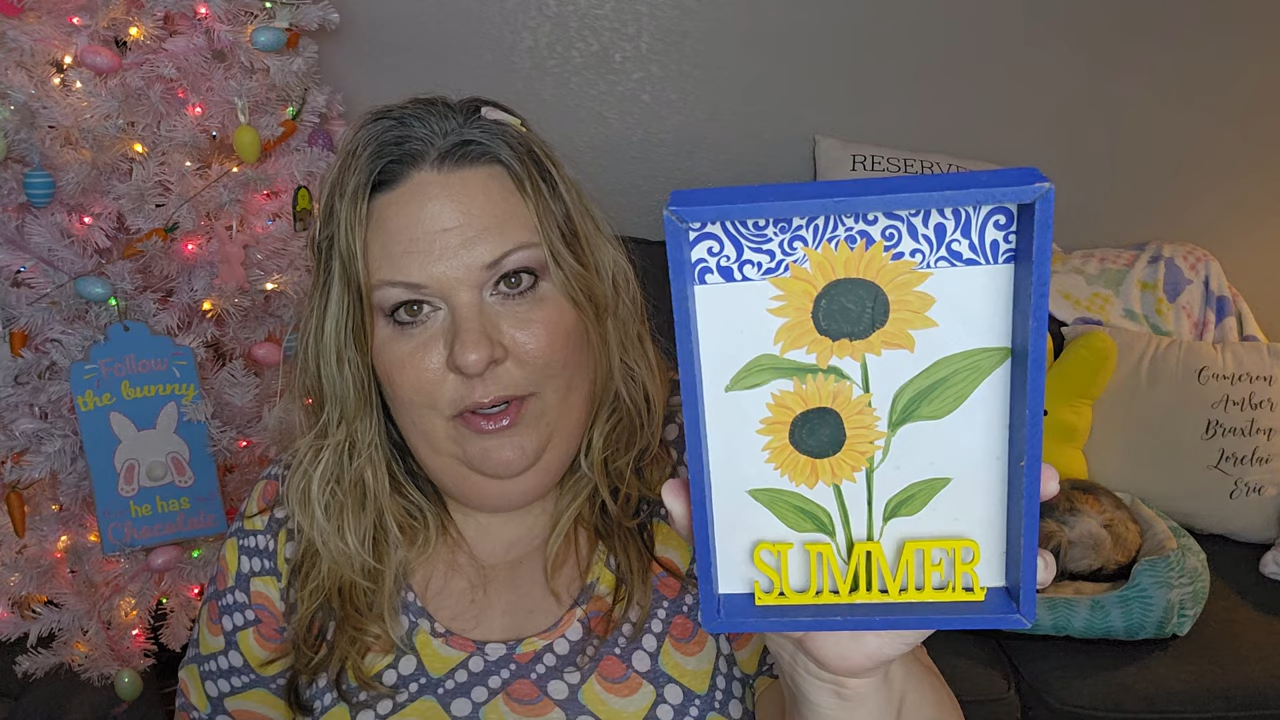 RESERVE
Follow
the bunny
he has
Chocolate
SUMMER
Cameron
Amber
Braxton
Lorelai
Eric